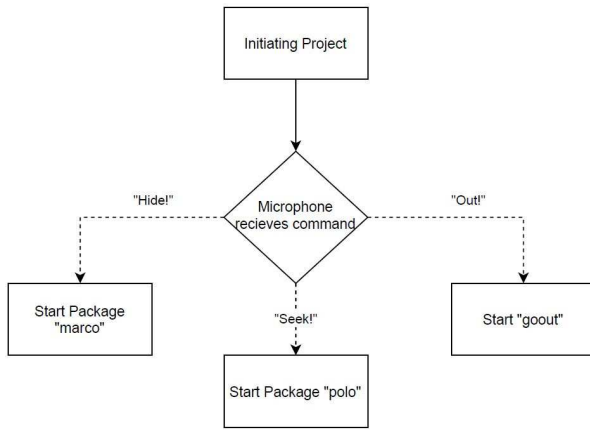 Initiating Project
Microphone
recieves command
"Hide!"
"Out!"
"Seek!"
Start Package
"marco"
Start Package "polo"
Start "goout"